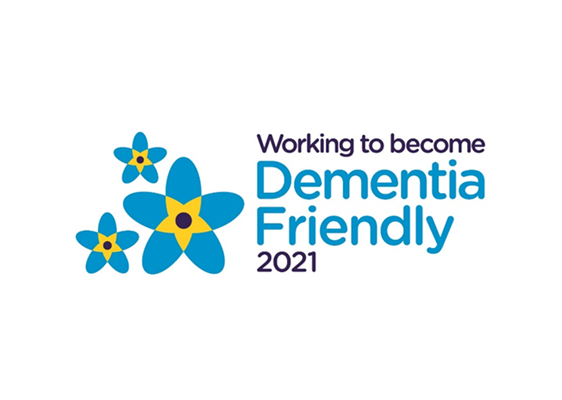 Working to become
Dementia
Friendly
2021